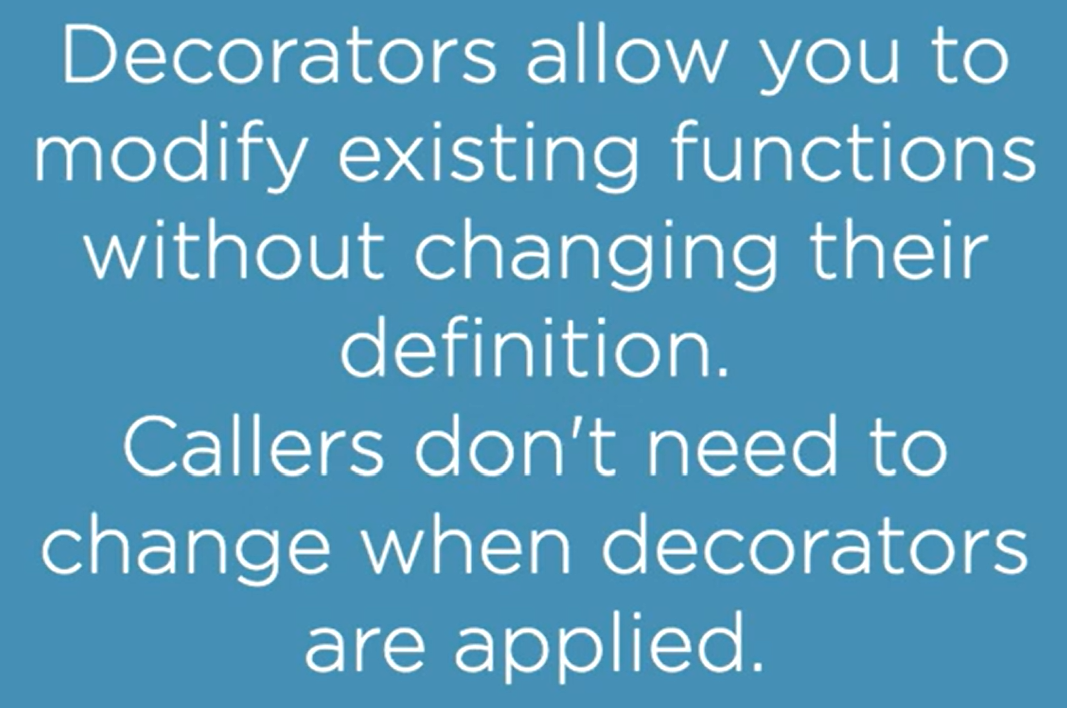 Decorators allow you to
modify existing functions
without changing their
definition.
Callers don't need to
change when decorators
are applied.